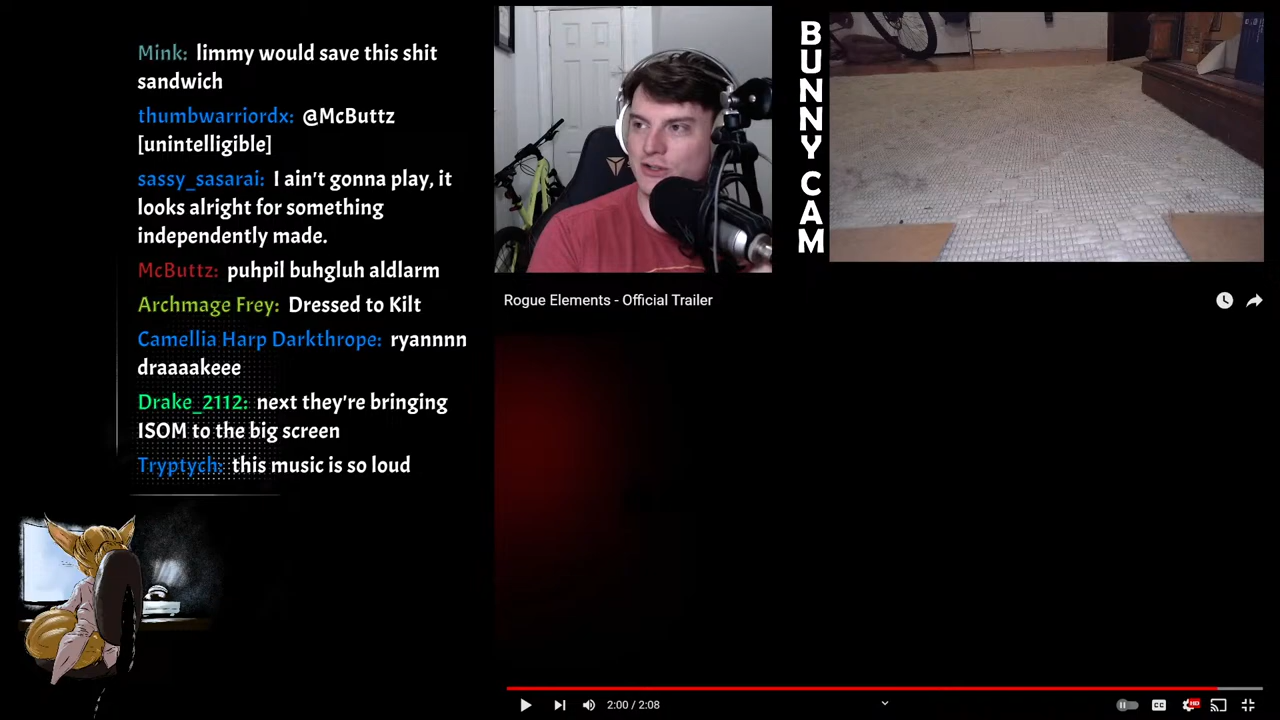 Mink: limmy would save this shit
sandwich
thumbwarriordx: @McButtz
[unintelligible]
sassy_sasarai: I ain't gonna play, it
looks alright for something
independently made.
McButtz: puhpil buhgluh aldlarm
Archmage Frey: Dressed to Kilt
Camellia Harp Darkthrope: ryannnn
draaaakeee
Drake_2112: next they're bringing
ISOM to the big screen
Tryptych: this music is so loud
BUNNY CAM
Rogue Elements - Official Trailer
2:00 / 2:08
CC
HD